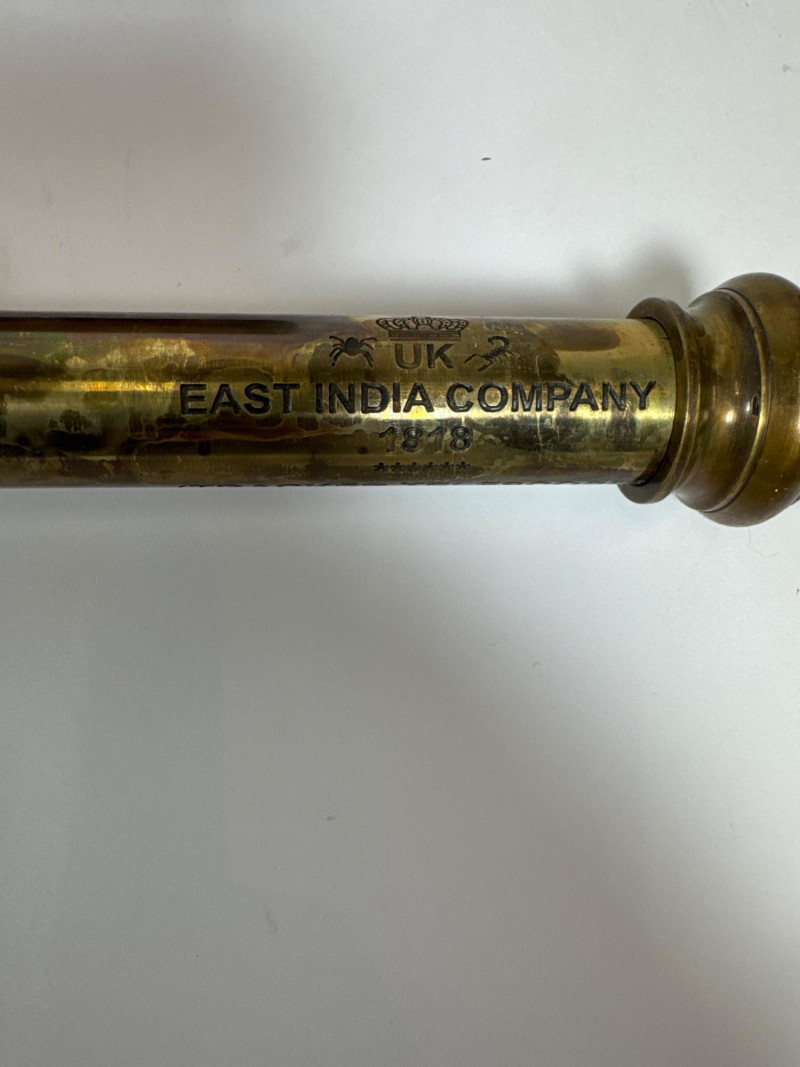 UK
EAST INDIA COMPANY
1818
******